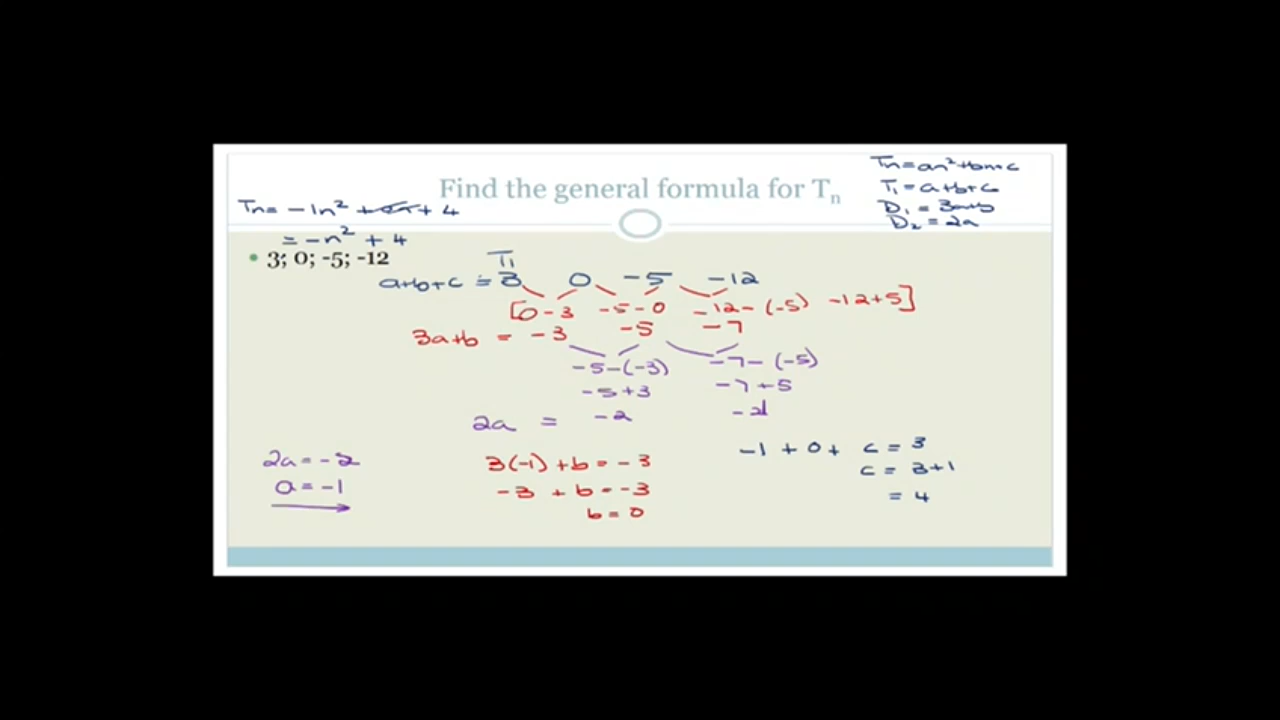 Find the general formula for Tn
Tn = an² + bn + c
T1 = a+b+c
D1 = 3a+b
D2 = 2a
Tn = -1n² + 0n + 4
= -n² + 4
• 3; 0; -5; -12
T1
a+b+c = 3 0 -5 -12
[0-3 -5-0 -12-(-5) -12+5]
3a+b = -3 -5 -7
-5-(-3) -7-(-5)
-5+3 -7+5
2a = -2 -2
2a = -2
a = -1
3(-1) + b = -3
-3 + b = -3
b = 0
-1 + 0 + c = 3
c = 3+1
= 4